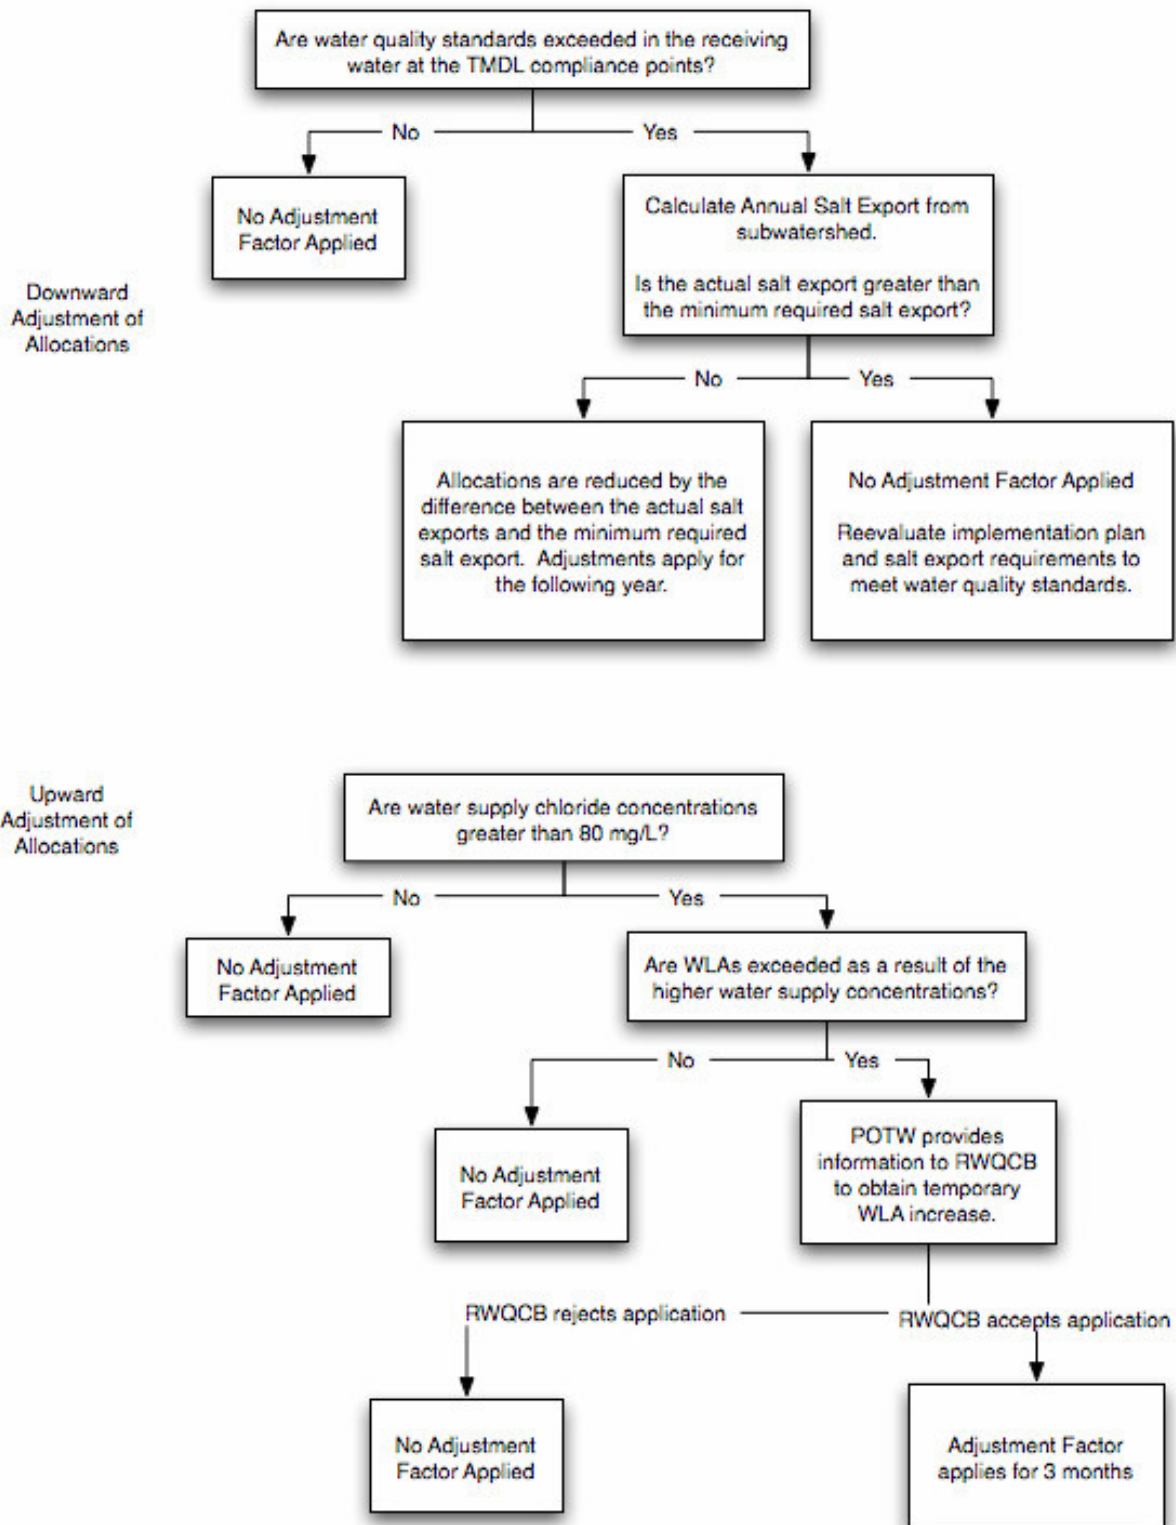 Are water quality standards exceeded in the receiving
water at the TMDL compliance points?
No
Yes
No Adjustment
Factor Applied
Calculate Annual Salt Export from
subwatershed.
Is the actual salt export greater than
the minimum required salt export?
Downward
Adjustment of
Allocations
No
Yes
Allocations are reduced by the
difference between the actual salt
exports and the minimum required
salt export. Adjustments apply for
the following year.
No Adjustment Factor Applied
Reevaluate implementation plan
and salt export requirements to
meet water quality standards.
Upward
Adjustment of
Allocations
Are water supply chloride concentrations
greater than 80 mg/L?
No
Yes
No Adjustment
Factor Applied
Are WLAs exceeded as a result of the
higher water supply concentrations?
No
Yes
No Adjustment
Factor Applied
POTW provides
information to RWQCB
to obtain temporary
WLA increase.
RWQCB rejects application
RWQCB accepts application
No Adjustment
Factor Applied
Adjustment Factor
applies for 3 months